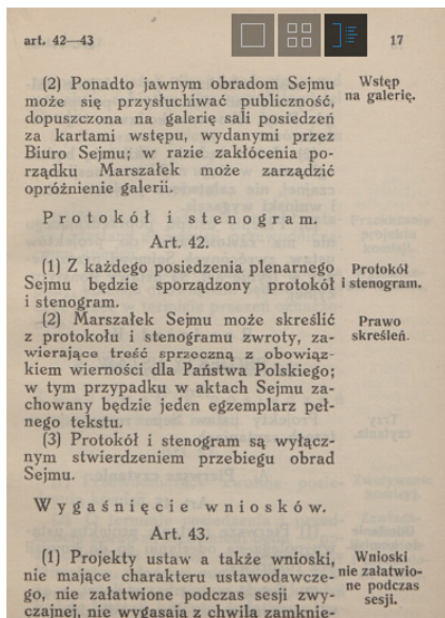 art. 42—43
17
(2) Ponadto jawnym obradom Sejmu
może się przysłuchiwać publiczność,
dopuszczona na galerię sali posiedzeń
za kartami wstępu, wydanymi przez
Biuro Sejmu; w razie zakłócenia po-
rządku Marszałek może zarządzić
opróżnienie galerii.
Wstęp
na galerię.
Protokół i stenogram.
Art. 42.
(1) Z każdego posiedzenia plenarnego
Sejmu będzie sporządzony protokół
i stenogram.
Protokół
i stenogram.
(2) Marszałek Sejmu może skreślić
z protokołu i stenogramu zwroty, za-
wierające treść sprzeczną z obowiąz-
kiem wierności dla Państwa Polskiego;
w tym przypadku w aktach Sejmu za-
chowany będzie jeden egzemplarz peł-
nego tekstu.
Prawo
skreśleń.
(3) Protokół i stenogram są wyłącz-
nym stwierdzeniem przebiegu obrad
Sejmu.
Wygaśnięcie wniosków.
Art. 43.
(1) Projekty ustaw a także wnioski,
nie mające charakteru ustawodawcze-
go, nie załatwione podczas sesji zwy-
czajnej, nie wygasają z chwilą zamknie-
Wnioski
nie załatwio-
ne podczas
sesji.